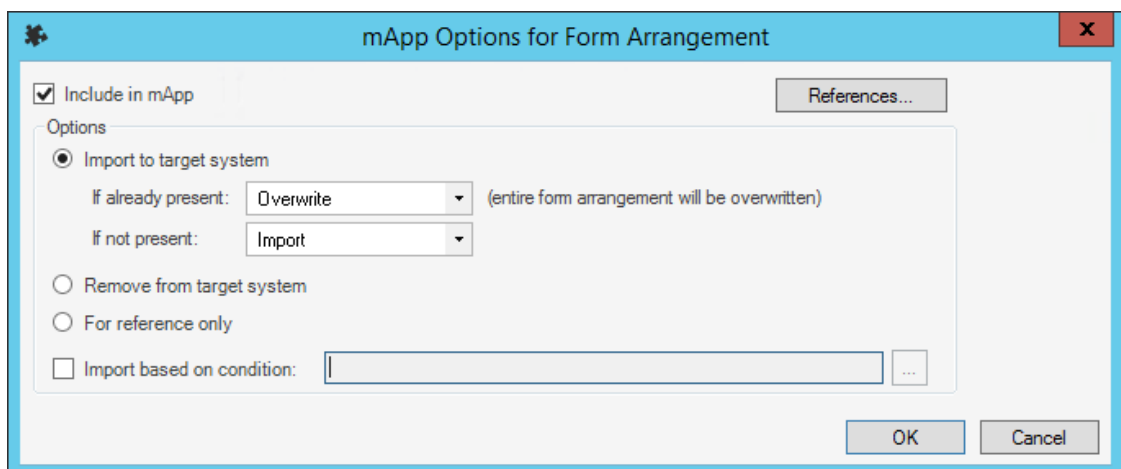 mApp Options for Form Arrangement
x
Include in mApp
References...
Options
Import to target system
If already present: Overwrite (entire form arrangement will be overwritten)
If not present: Import
Remove from target system
For reference only
Import based on condition: ...
OK Cancel